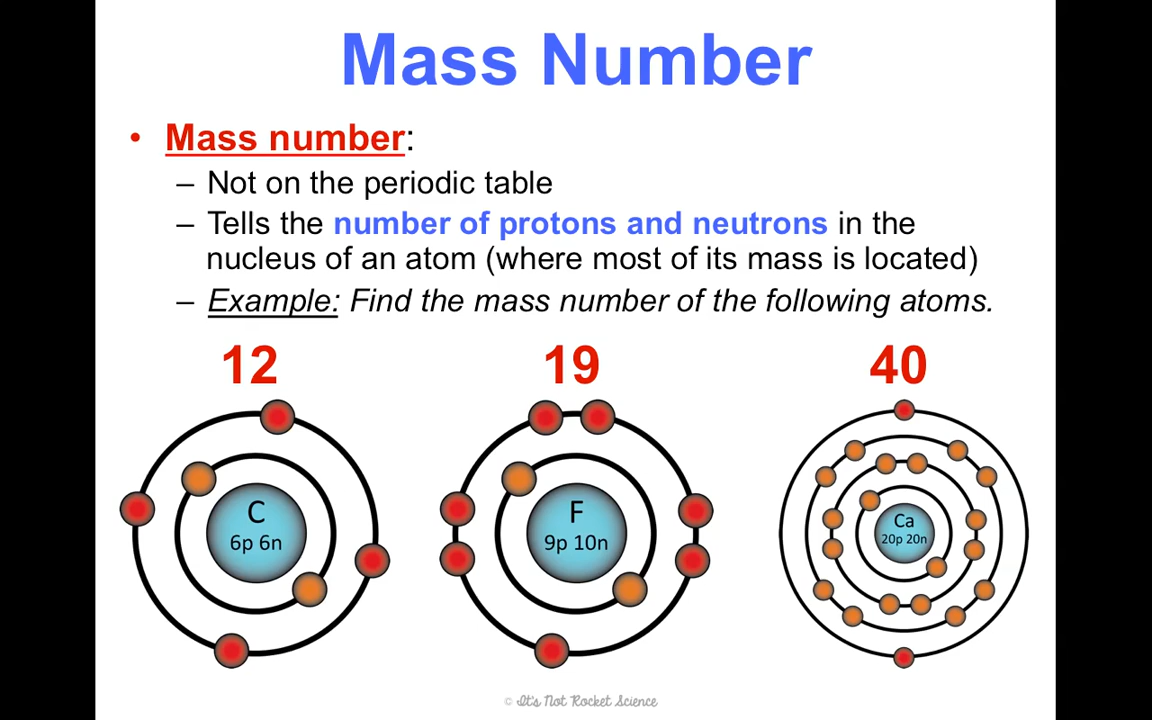 Mass Number
• Mass number:
– Not on the periodic table
– Tells the number of protons and neutrons in the
nucleus of an atom (where most of its mass is located)
– Example: Find the mass number of the following atoms.
12 19 40
C
6p 6n
F
9p 10n
Ca
20p 20n
© It's Not Rocket Science